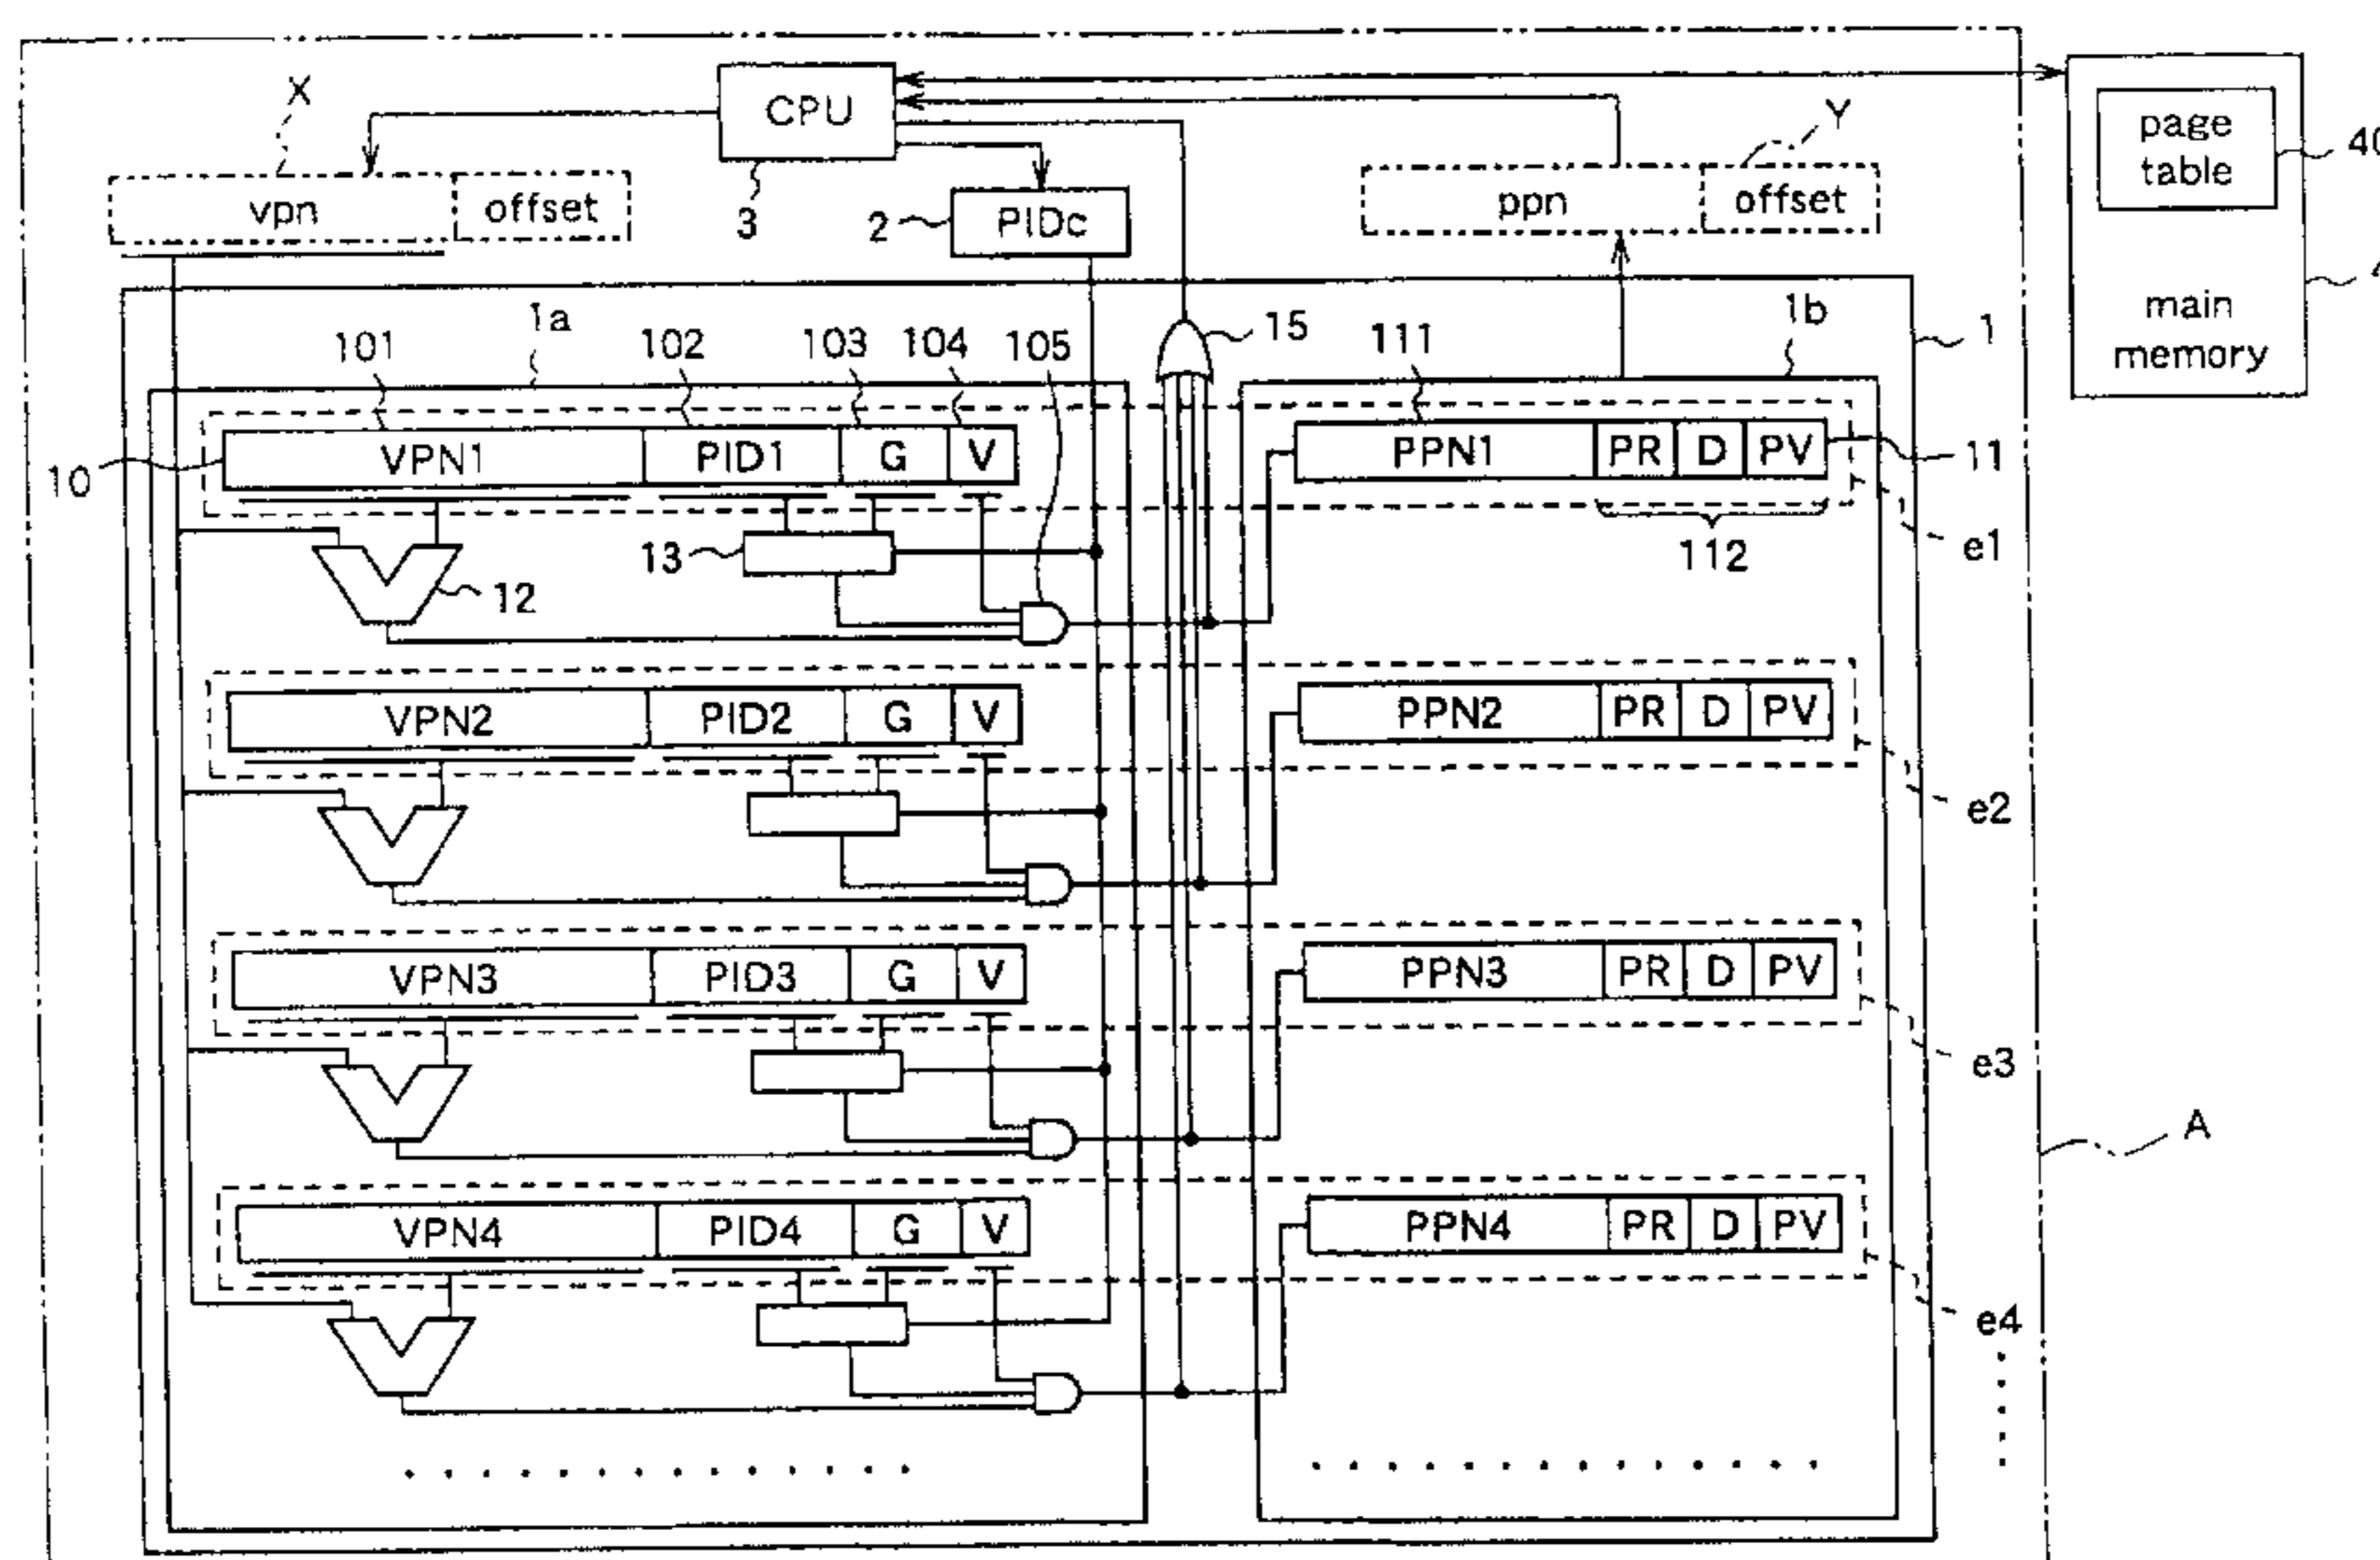 X
CPU
Y
page
table
40
vpn
offset
3
2
PIDc
ppn
offset
main
memory
4
1a
15
1b
1
101
102
103
104
105
111
10
VPN1
PID1
G
V
PPN1
PR
D
PV
11
12
13
112
e1
VPN2
PID2
G
V
PPN2
PR
D
PV
e2
VPN3
PID3
G
V
PPN3
PR
D
PV
e3
A
VPN4
PID4
G
V
PPN4
PR
D
PV
e4